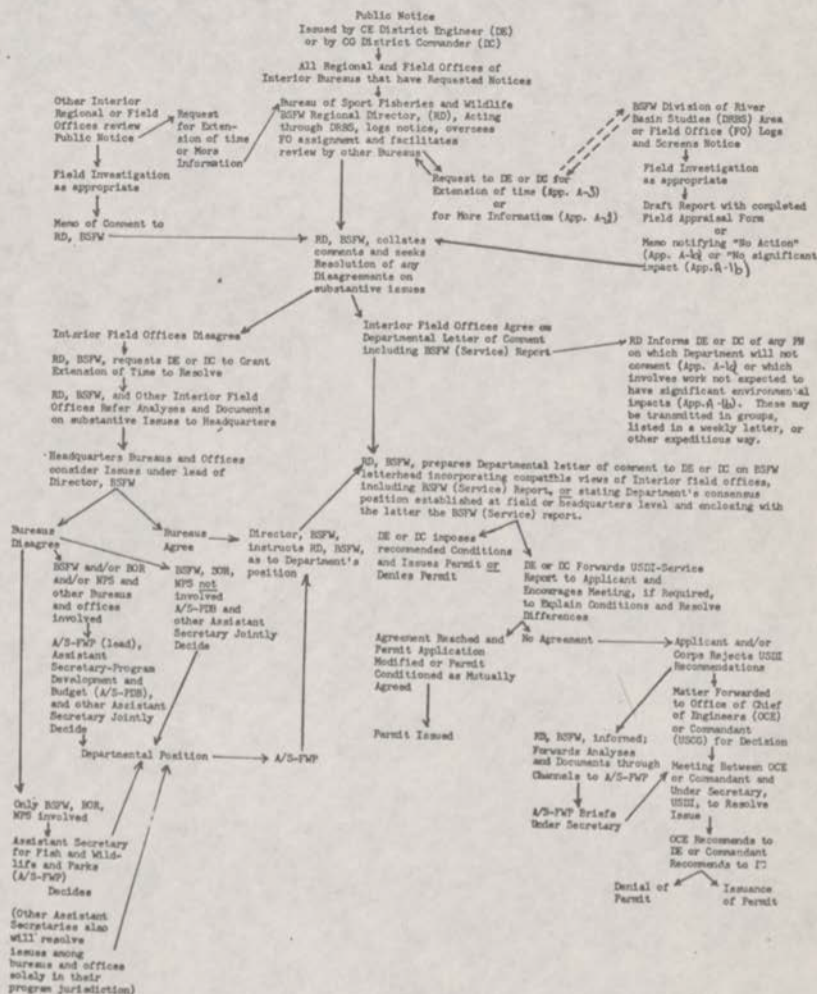 Public Notice
Issued by CE District Engineer (DE)
or by CG District Commander (DC)
All Regional and Field Offices of
Interior Bureaus that have Requested Notices
Other Interior
Regional or Field
Offices review
Public Notice
Request
for Exten-
sion of time
or More
Information
Bureau of Sport Fisheries and Wildlife
BSFW Regional Director, (RD), Acting
through DRBS, logs notice, oversees
FO assignment and facilitates
review by other Bureaus
BSFW Division of River
Basin Studies (DRBS) Area
or Field Office (FO) Logs
and Screens Notice
Field Investigation
as appropriate
Request to DE or DC for
Extension of time (App. A-3)
or
for More Information (App. A-2)
Field Investigation
as appropriate
Memo of Comment to
RD, BSFW
Draft Report with completed
Field Appraisal Form
or
Memo notifying "No Action"
(App. or "No significant
impact (App.A-1b)
RD, BSFW, collates
comments and seeks
Resolution of any
Disagreements on
substantive issues
Interior Field Offices Disagree
RD, BSFW, requests DE or DC to Grant
Extension of Time to Resolve
RD, BSFW, and Other Interior Field
Offices Refer Analyses and Documents
on substantive Issues to Headquarters
Headquarters Bureaus and Offices
consider Issues under lead of
Director, BSFW
Interior Field Offices Agree on
Departmental Letter of Comment
including BSFW (Service) Report
RD Informs DE or DC of any PN
on which Department will not
comment (App. or which
involves work not expected to
have significant environmental
impacts (App.A-1b). These may
be transmitted in groups,
listed in a weekly letter, or
other expeditious way.
RD, BSFW, prepares Departmental letter of comment to DE or DC on BSFW
letterhead incorporating compatible views of Interior field offices,
including BSFW (Service) Report, or stating Department's consensus
position established at field or headquarters level and enclosing with
the latter the BSFW (Service) report.
Bureaus
Disagree
Bureaus
Agree
Director, BSFW,
instructs RD, BSFW,
as to Department's
position
DE or DC imposes
recommended Conditions
and Issues Permit or
Denies Permit
DE or DC Forwards USDI-Service
Report to Applicant and
Encourages Meeting, if Required,
to Explain Conditions and Resolve
Differences
BSFW and/or BOR
and/or NPS and
other Bureaus
and offices
involved
BSFW, BOR,
NPS not
involved
A/S-PDB and
other Assistant
Secretary Jointly
Decide
A/S-FWP (lead),
Assistant
Secretary-Program
Development and
Budget (A/S-PDB),
and other Assistant
Secretary Jointly
Decide
Agreement Reached and
Permit Application
Modified or Permit
Conditioned as Mutually
Agreed
No Agreement
Applicant and/or
Corps Rejects USDI
Recommendations
Permit Issued
Matter Forwarded
to Office of Chief
of Engineers (OCE)
or Commandant
(USCG) for Decision
RD, BSFW, informed;
Forwards Analyses
and Documents through
Channels to A/S-FWP
Departmental Position
A/S-FWP
Meeting Between OCE
or Commandant and
Under Secretary,
USDI, to Resolve
Issue
A/S-FWP Briefs
Under Secretary
Only BSFW, BOR,
NPS involved
Assistant Secretary
for Fish and Wild-
life and Parks
(A/S-FWP)
Decides
OCE Recommends to
DE or Commandant
Recommends to
Denial of
Permit
Issuance
of Permit
(Other Assistant
Secretaries also
will resolve
issues among
bureaus and offices
solely in their
program jurisdiction)